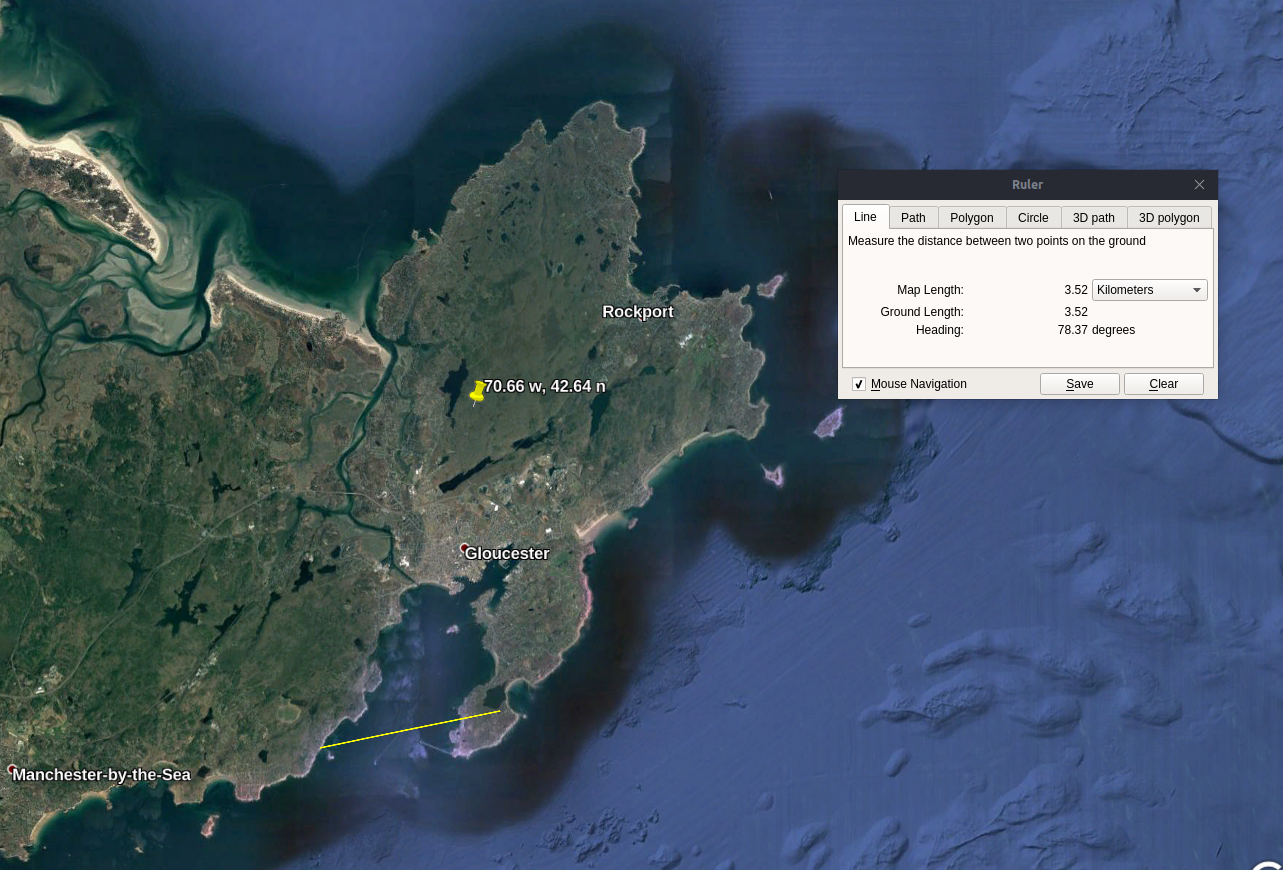 Ruler
Line Path Polygon Circle 3D path 3D polygon
Measure the distance between two points on the ground
Map Length: 3.52 Kilometers
Ground Length: 3.52
Heading: 78.37 degrees
Mouse Navigation Save Clear
Rockport
70.66 w, 42.64 n
Gloucester
Manchester-by-the-Sea